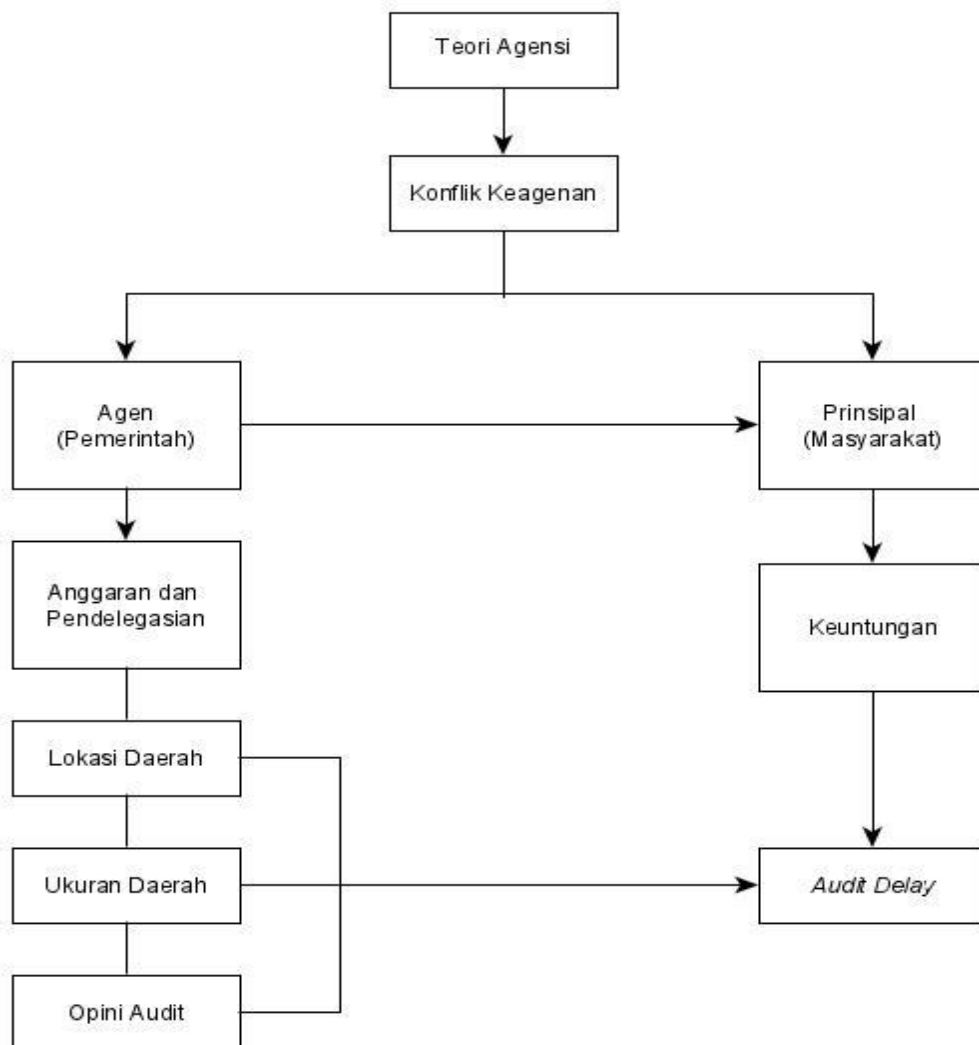 Teori Agensi
Konflik Keagenan
Agen
(Pemerintah)
Prinsipal
(Masyarakat)
Anggaran dan
Pendelegasian
Keuntungan
Lokasi Daerah
Ukuran Daerah
Audit Delay
Opini Audit